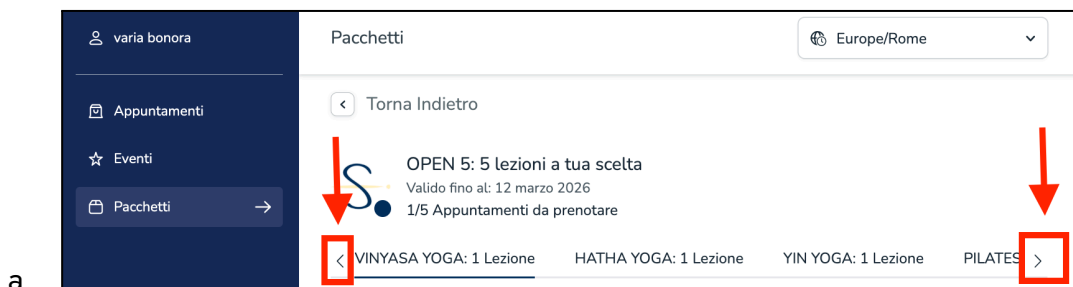 varia bonora
Pacchetti
Europe/Rome
Appuntamenti
Torna Indietro
Eventi
OPEN 5: 5 lezioni a tua scelta
Valido fino al: 12 marzo 2026
Pacchetti
1/5 Appuntamenti da prenotare
VINYASA YOGA: 1 Lezione HATHA YOGA: 1 Lezione YIN YOGA: 1 Lezione PILATES
a